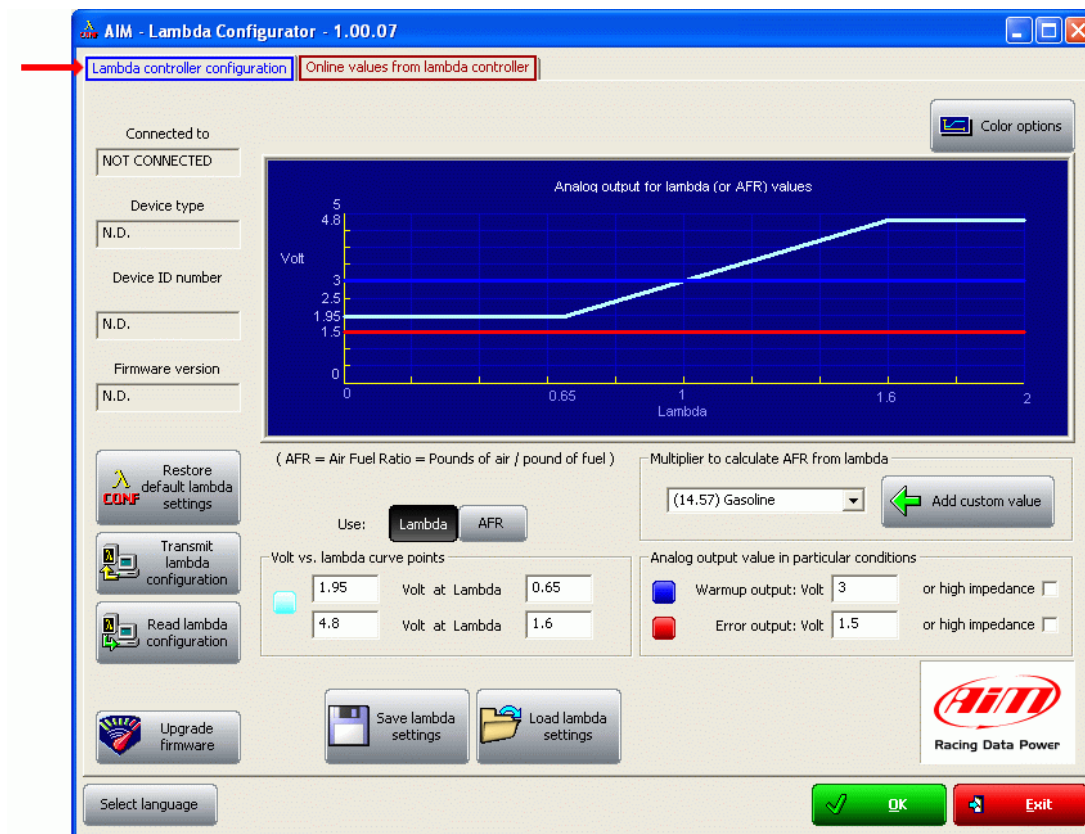 AIM - Lambda Configurator - 1.00.07
Lambda controller configuration
Online values from lambda controller
Color options
Connected to
NOT CONNECTED
Device type
N.D.
Device ID number
N.D.
Firmware version
N.D.
Analog output for lambda (or AFR) values
5
4.8
Volt
3
2.5
1.95
1.5
0
0
0.65
1
1.6
2
Lambda
Restore
default lambda
settings
λ
CONF
Transmit
lambda
configuration
Read lambda
configuration
Upgrade
firmware
( AFR = Air Fuel Ratio = Pounds of air / pound of fuel )
Use:
Lambda
AFR
Multiplier to calculate AFR from lambda
(14.57) Gasoline
Add custom value
Volt vs. lambda curve points
1.95 Volt at Lambda 0.65
4.8 Volt at Lambda 1.6
Analog output value in particular conditions
Warmup output: Volt 3 or high impedance
Error output: Volt 1.5 or high impedance
Save lambda
settings
Load lambda
settings
AiM
Racing Data Power
Select language
OK
Exit